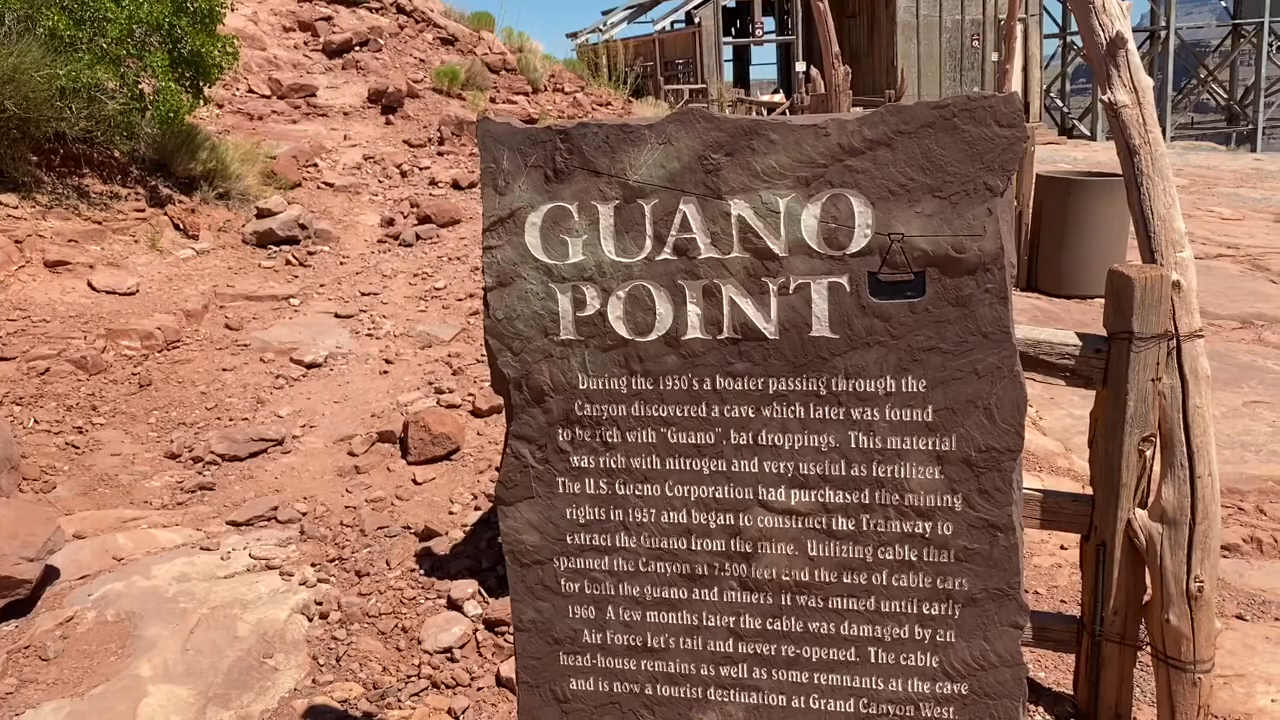 GUANO
POINT
During the 1930's a boater passing through the
Canyon discovered a cave which later was found
to be rich with "Guano", bat droppings. This material
was rich with nitrogen and very useful as fertilizer.
The U.S. Guano Corporation had purchased the mining
rights in 1957 and began to construct the Tramway to
extract the Guano from the mine. Utilizing cable that
spanned the Canyon at 7,500 feet and the use of cable cars
for both the guano and miners it was mined until early
1960 A few months later the cable was damaged by an
Air Force let's tail and never re-opened. The cable
head-house remains as well as some remnants at the cave
and is now a tourist destination at Grand Canyon West.